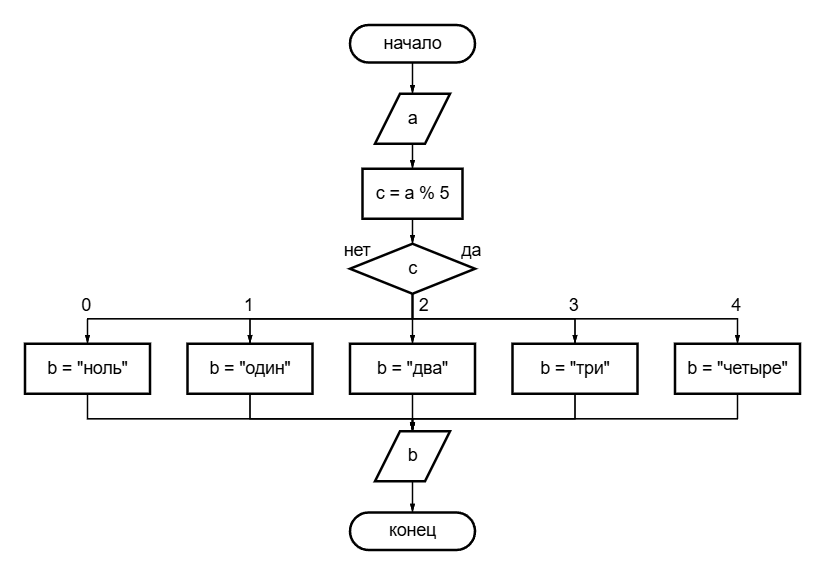 начало
a
c = a % 5
нет да
c
0 1 2 3 4
b = "ноль" b = "один" b = "два" b = "три" b = "четыре"
b
конец